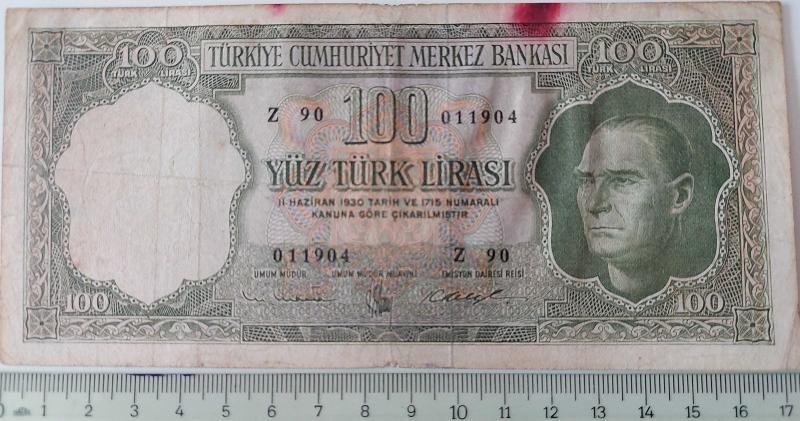 100 TÜRK LİRASI
TÜRKİYE CUMHURİYET MERKEZ BANKASI
100 TÜRK LİRASI
Z 90 100 011904
YÜZ TÜRK LİRASI
11 HAZİRAN 1930 TARİH VE 1715 NUMARALI
KANUNA GÖRE ÇIKARILMIŞTIR
011904 Z 90
UMUM MÜDÜR UMUM MÜDÜR MUAVİNİ EMİSYON DAİRESİ REİSİ
100 100
0 1 2 3 4 5 6 7 8 9 10 11 12 13 14 15 16 17